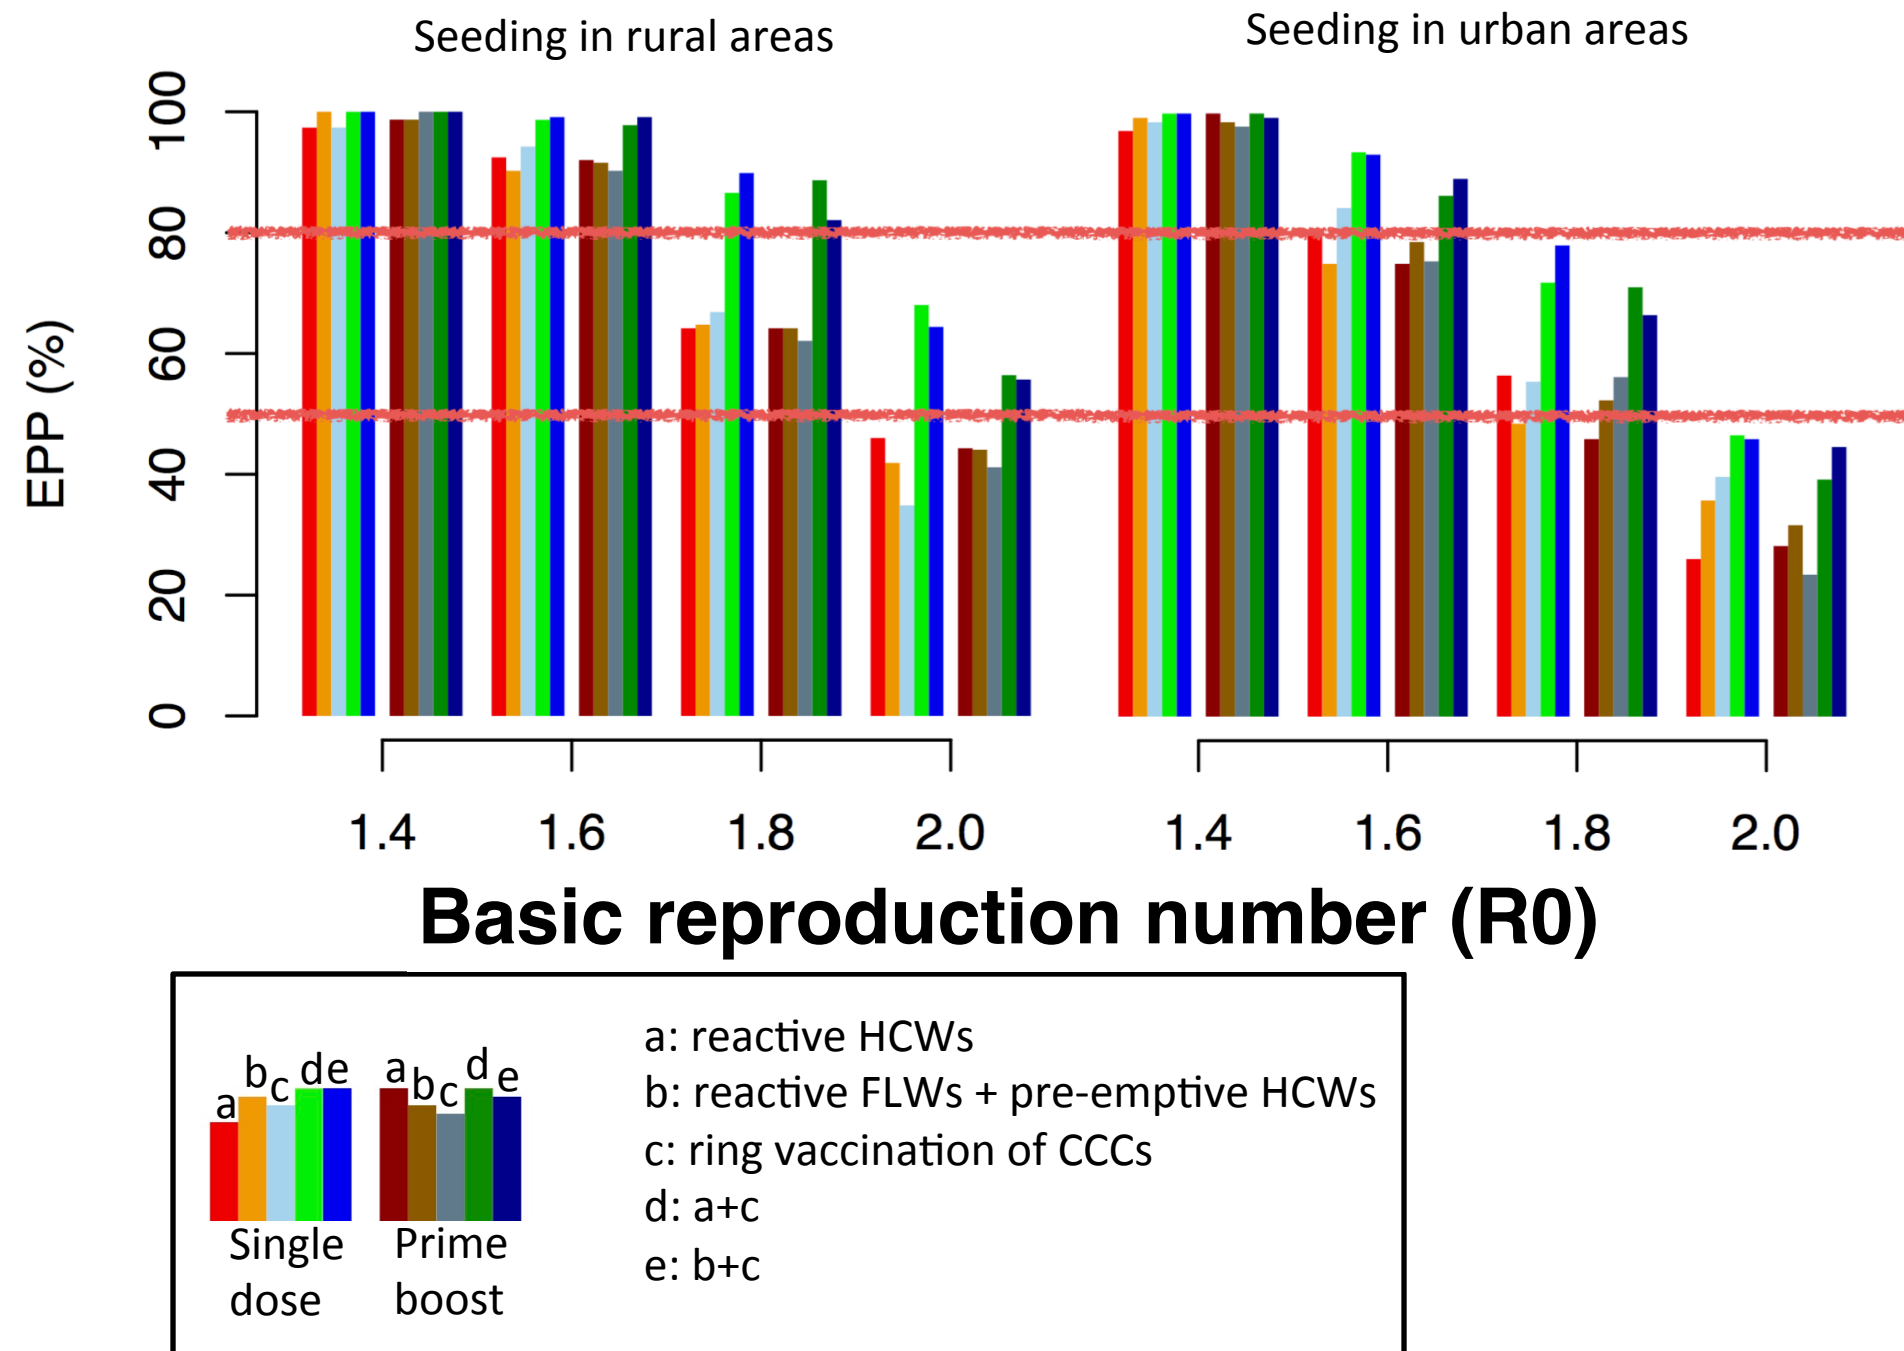 Seeding in rural areas
Seeding in urban areas
EPP (%)
100
80
60
40
20
0
1.4 1.6 1.8 2.0
1.4 1.6 1.8 2.0
Basic reproduction number (R0)
a b c d e
Single
dose
a b c d e
Prime
boost
a: reactive HCWs
b: reactive FLWs + pre-emptive HCWs
c: ring vaccination of CCCs
d: a+c
e: b+c